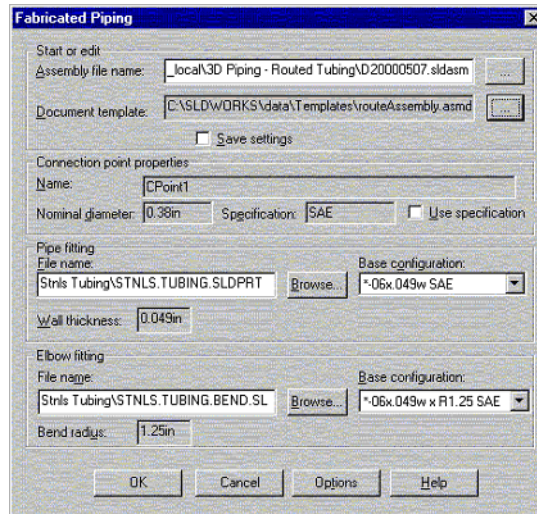 Fabricated Piping
Start or edit
Assembly file name: _local\3D Piping - Routed Tubing\D20000507.sldasm ...
Document template: C:\SLDWORKS\data\Templates\routeAssembly.asmd ...
Save settings
Connection point properties
Name: CPoint1
Nominal diameter: 0.38in Specification: SAE Use specification
Pipe fitting
File name: Base configuration:
Stnls Tubing\STNLS.TUBING.SLDPRT Browse... *-06x.049w SAE
Wall thickness: 0.049in
Elbow fitting
File name: Base configuration:
Stnls Tubing\STNLS.TUBING.BEND.SL Browse... *-06x.049w x R1.25 SAE
Bend radius: 1.25in
OK Cancel Options Help